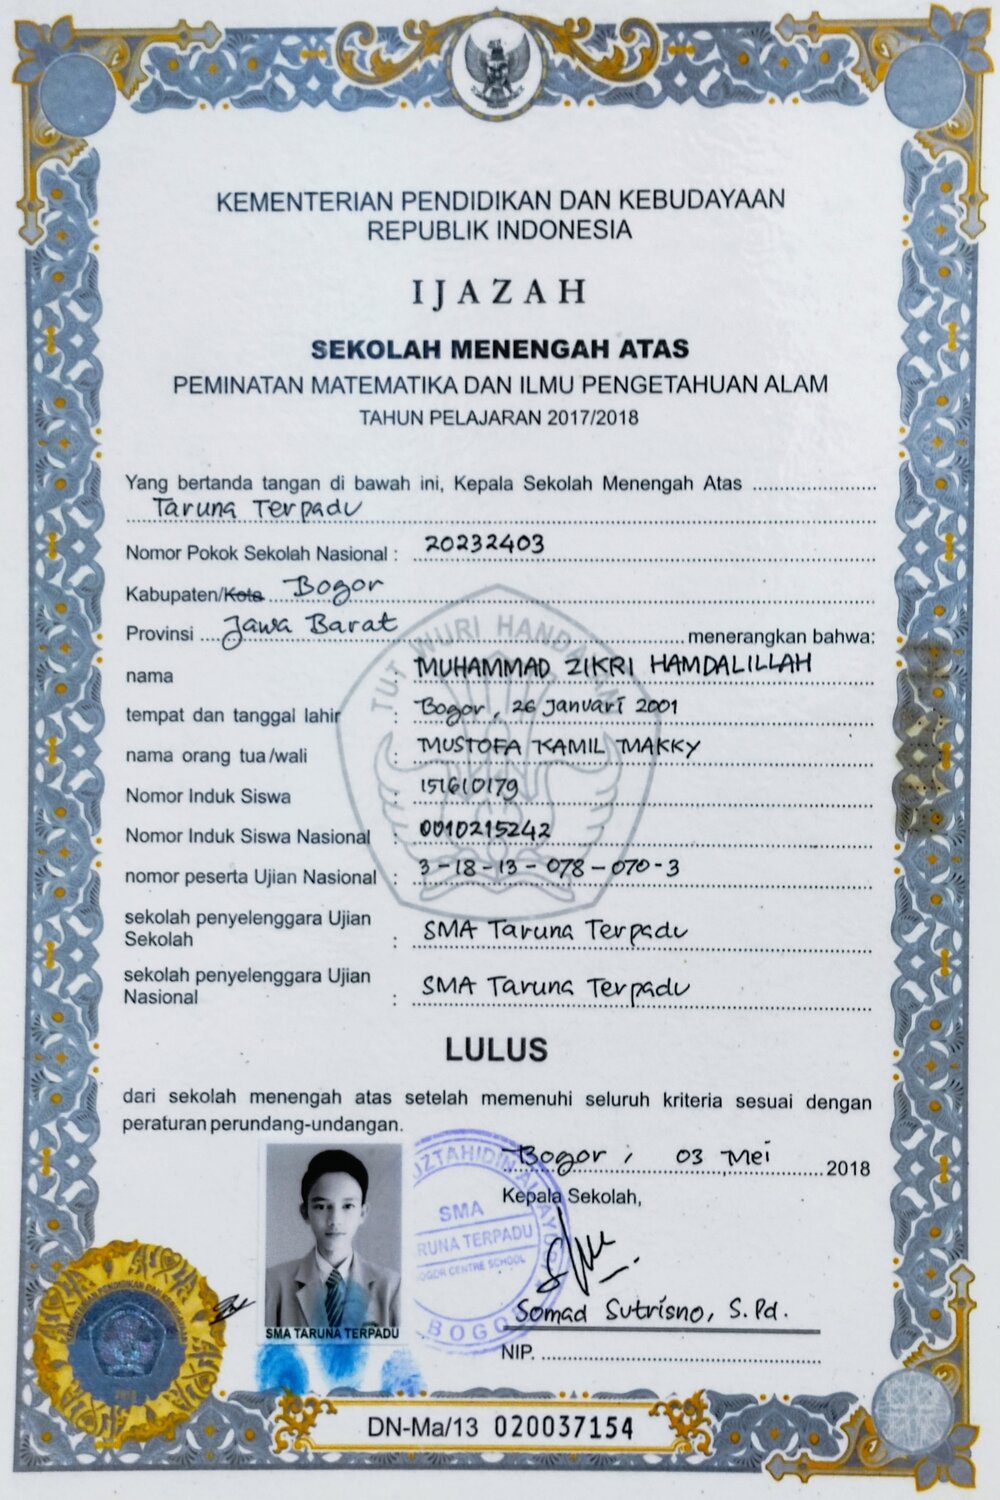 KEMENTERIAN PENDIDIKAN DAN KEBUDAYAAN
REPUBLIK INDONESIA
IJAZAH
SEKOLAH MENENGAH ATAS
PEMINATAN MATEMATIKA DAN ILMU PENGETAHUAN ALAM
TAHUN PELAJARAN 2017/2018
Yang bertanda tangan di bawah ini, Kepala Sekolah Menengah Atas
Taruna Terpadu
Nomor Pokok Sekolah Nasional : 20232403
Kabupaten/Kota Bogor
Provinsi Jawa Barat menerangkan bahwa:
nama : MUHAMMAD ZIKRI HAMDALILLAH
tempat dan tanggal lahir : Bogor, 26 Januari 2001
nama orang tua/wali : MUSTOFA KAMIL MAKKY
Nomor Induk Siswa : 151610179
Nomor Induk Siswa Nasional : 0010215242
nomor peserta Ujian Nasional : 3-18-13-078-070-3
sekolah penyelenggara Ujian
Sekolah : SMA Taruna Terpadu
sekolah penyelenggara Ujian
Nasional : SMA Taruna Terpadu
TUT WURI HANDAYANI
LULUS
dari sekolah menengah atas setelah memenuhi seluruh kriteria sesuai dengan
peraturan perundang-undangan.
Bogor, 03 Mei 2018
Kepala Sekolah,
SMA
RUNA TERPADU
BOGOR CENTRE SCHOOL
BOGOR
Somad Sutrisno, S.Pd.
NIP.
SMA TARUNA TERPADU
DN-Ma/13 020037154